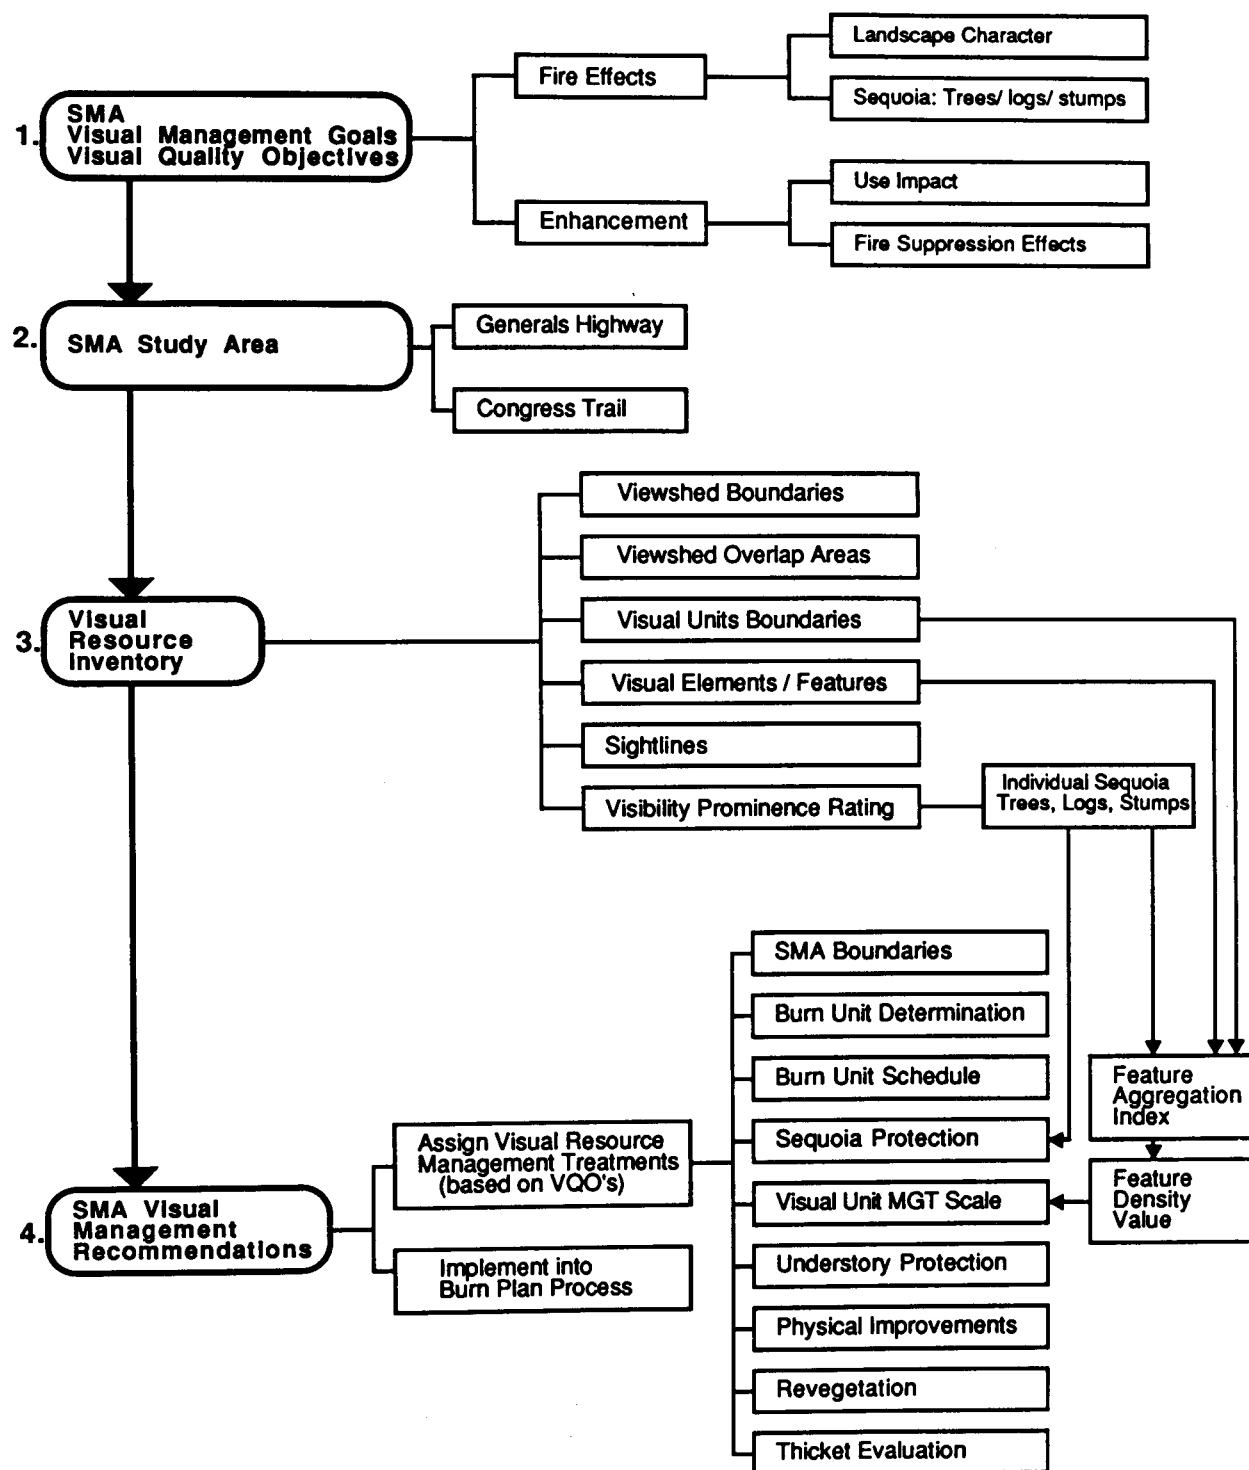 1.
SMA
Visual Management Goals
Visual Quality Objectives
Fire Effects
Landscape Character
Sequoia: Trees/ logs/ stumps
Enhancement
Use Impact
Fire Suppression Effects
2.
SMA Study Area
Generals Highway
Congress Trail
3.
Visual
Resource
Inventory
Viewshed Boundaries
Viewshed Overlap Areas
Visual Units Boundaries
Visual Elements / Features
Sightlines
Visibility Prominence Rating
Individual Sequoia
Trees, Logs, Stumps
4.
SMA Visual
Management
Recommendations
Assign Visual Resource
Management Treatments
(based on VQO's)
Implement into
Burn Plan Process
SMA Boundaries
Burn Unit Determination
Burn Unit Schedule
Sequoia Protection
Visual Unit MGT Scale
Understory Protection
Physical Improvements
Revegetation
Thicket Evaluation
Feature
Aggregation
Index
Feature
Density
Value